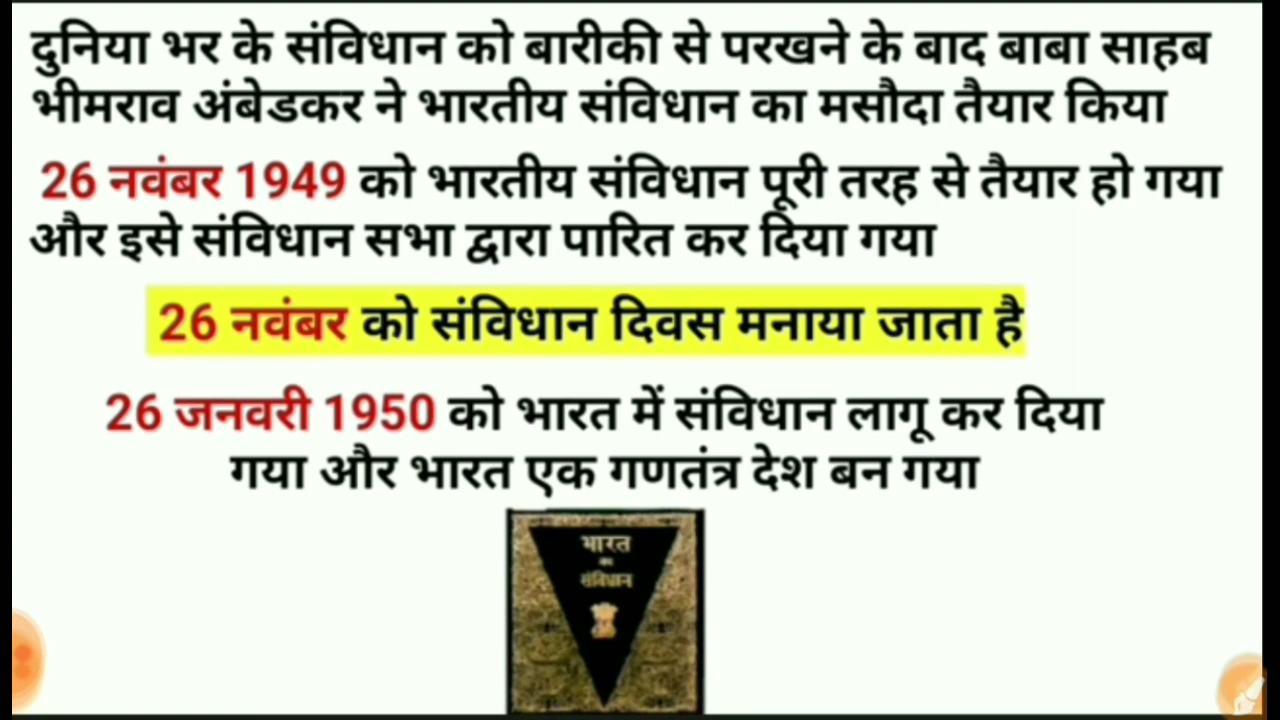 दुनिया भर के संविधान को बारीकी से परखने के बाद बाबा साहब
भीमराव अंबेडकर ने भारतीय संविधान का मसौदा तैयार किया
26 नवंबर 1949 को भारतीय संविधान पूरी तरह से तैयार हो गया
और इसे संविधान सभा द्वारा पारित कर दिया गया
26 नवंबर को संविधान दिवस मनाया जाता है
26 जनवरी 1950 को भारत में संविधान लागू कर दिया
गया और भारत एक गणतंत्र देश बन गया
भारत
का
संविधान